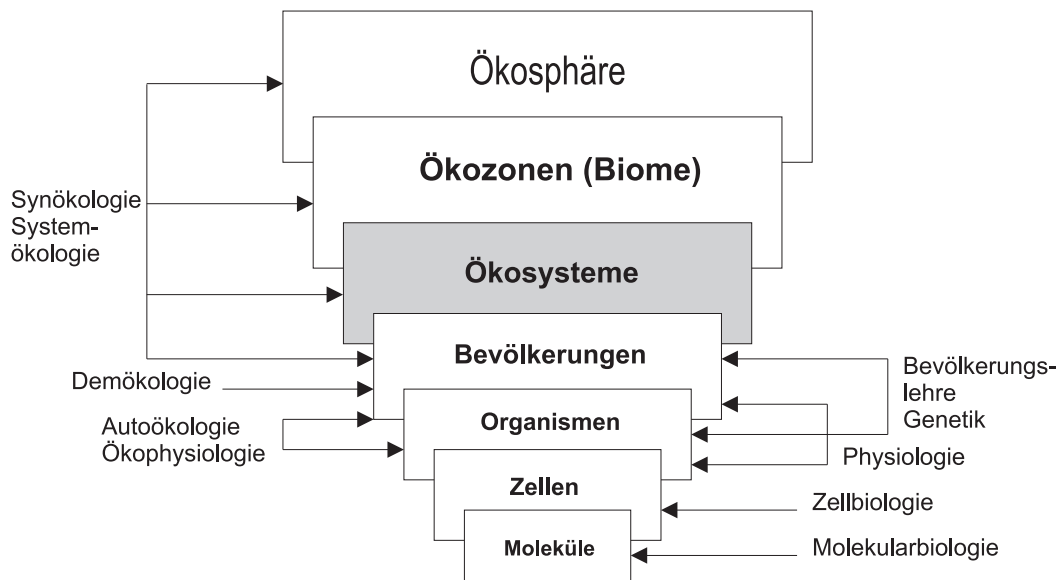 Ökosphäre
Ökozonen (Biome)
Synökologie
System-
ökologie
Ökosysteme
Bevölkerungen
Bevölkerungs-
lehre
Genetik
Demökologie
Organismen
Autoökologie
Ökophysiologie
Physiologie
Zellen
Zellbiologie
Moleküle
Molekularbiologie